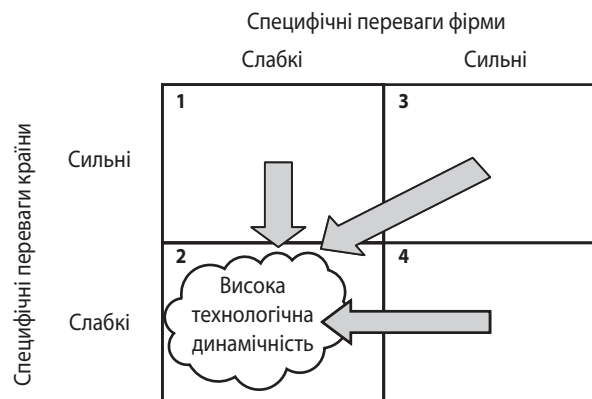 Специфічні переваги фірми
Слабкі Сильні
Специфічні переваги країни
1 3
Сильні
2 4
Висока
технологічна
динамічність
Слабкі